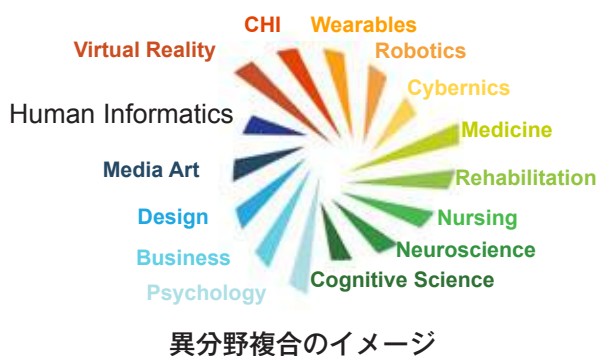 CHI
Wearables
Virtual Reality
Robotics
Cybernics
Human Informatics
Medicine
Media Art
Rehabilitation
Design
Nursing
Neuroscience
Business
Cognitive Science
Psychology
異分野複合のイメージ